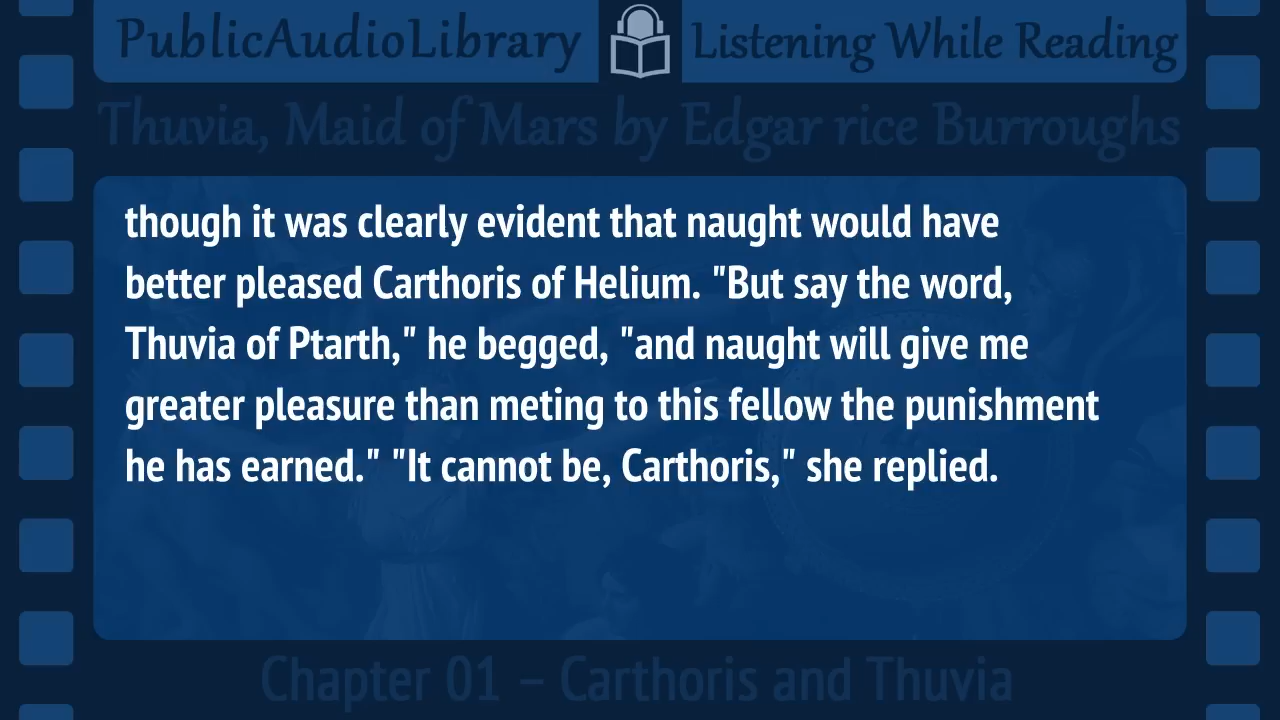 PublicAudioLibrary Listening While Reading
Thuvia, Maid of Mars by Edgar rice Burroughs
though it was clearly evident that naught would have
better pleased Carthoris of Helium. "But say the word,
Thuvia of Ptarth," he begged, "and naught will give me
greater pleasure than meting to this fellow the punishment
he has earned." "It cannot be, Carthoris," she replied.
Chapter 01 – Carthoris and Thuvia